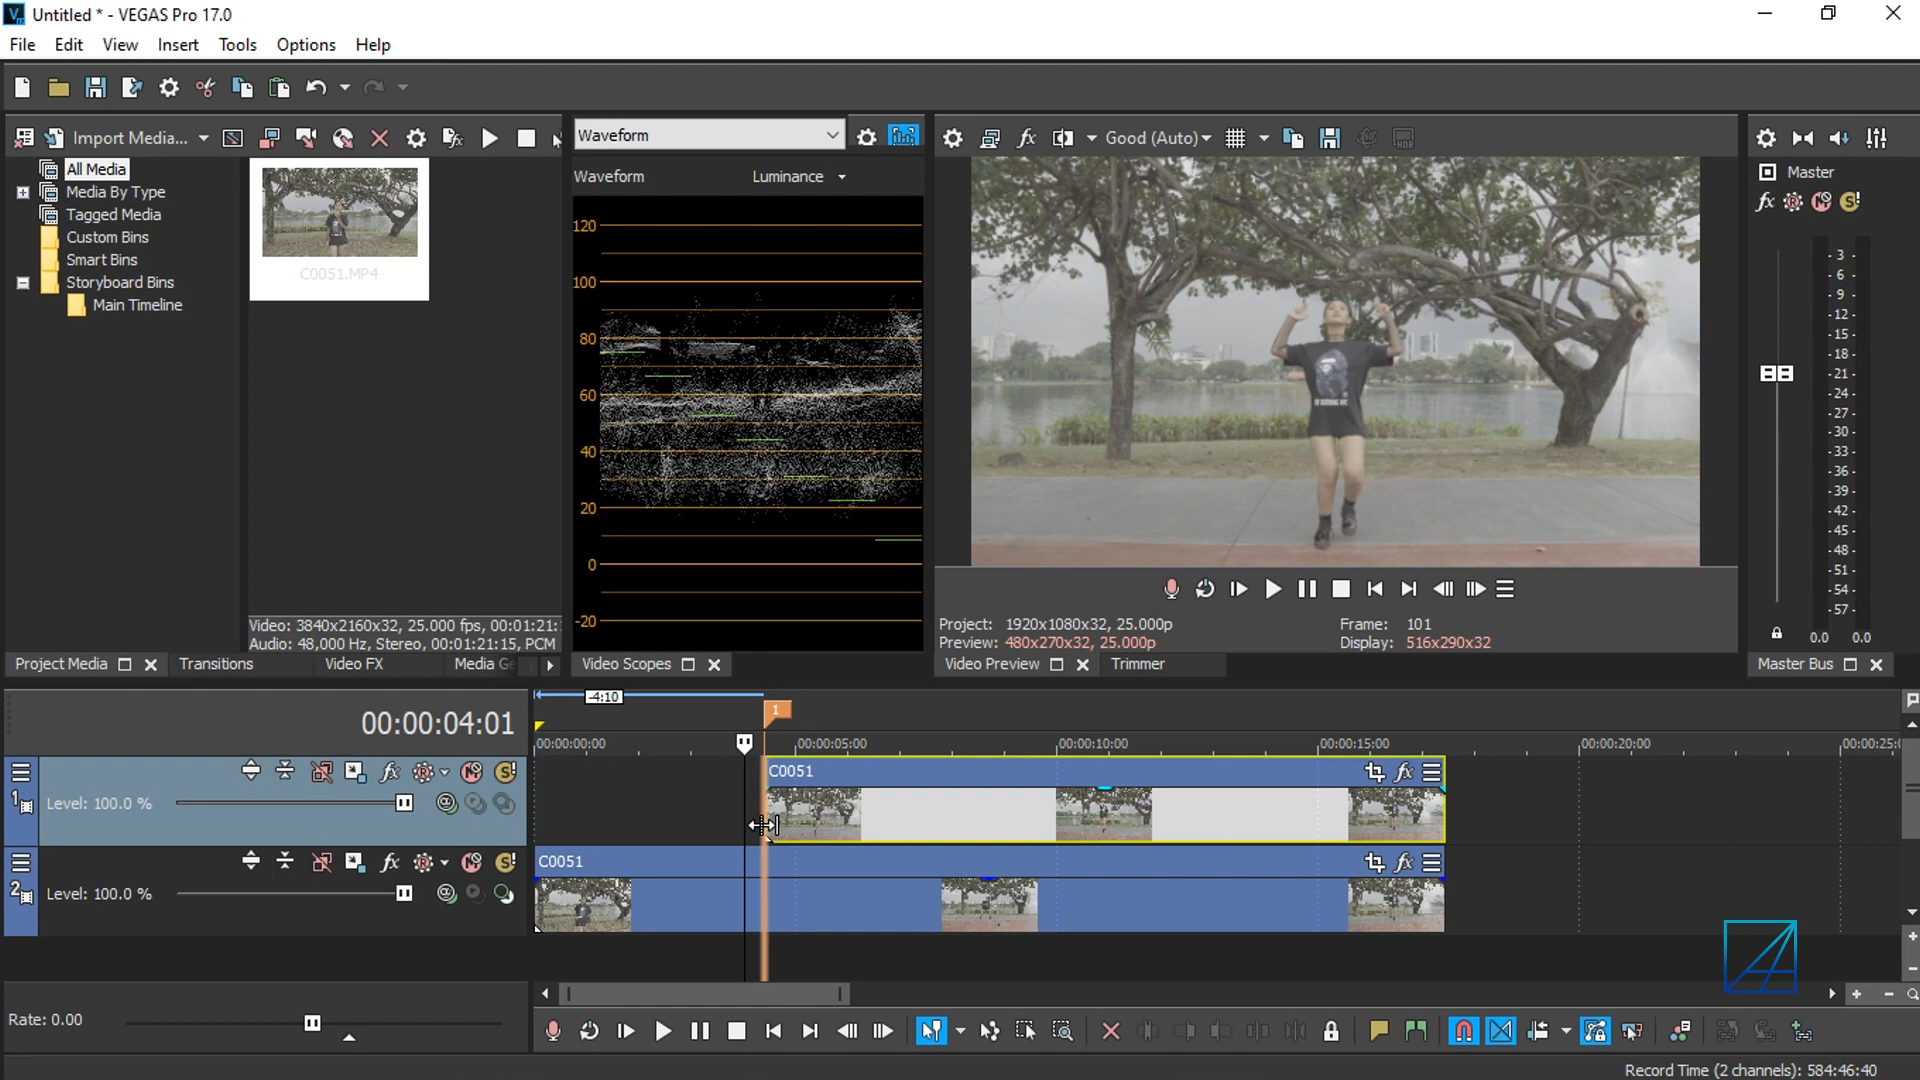 Untitled * - VEGAS Pro 17.0
File Edit View Insert Tools Options Help
Import Media...
Waveform
Good (Auto)
All Media
Media By Type
Tagged Media
Custom Bins
Smart Bins
Storyboard Bins
Main Timeline
C0051.MP4
Video: 3840x2160x32, 25.000 fps, 00:01:21:
Audio: 48,000 Hz, Stereo, 00:01:21:15, PCM
Project Media
Transitions
Video FX
Media Ge
Waveform
Luminance
120
100
80
60
40
20
0
-20
Video Scopes
Project: 1920x1080x32, 25.000p
Preview: 480x270x32, 25.000p
Frame: 101
Display: 516x290x32
Video Preview
Trimmer
Master
- 3 -
- 6 -
- 9 -
- 12 -
- 15 -
- 18 -
- 21 -
- 24 -
- 27 -
- 30 -
- 33 -
- 36 -
- 39 -
- 42 -
- 45 -
- 48 -
- 51 -
- 54 -
- 57 -
0.0 0.0
Master Bus
-4:10
1
00:00:04:01
00:00:00:00 00:00:05:00 00:00:10:00 00:00:15:00 00:00:20:00 00:00:25:0
C0051
1
Level: 100.0 %
C0051
2
Level: 100.0 %
Rate: 0.00
Record Time (2 channels): 584:46:40